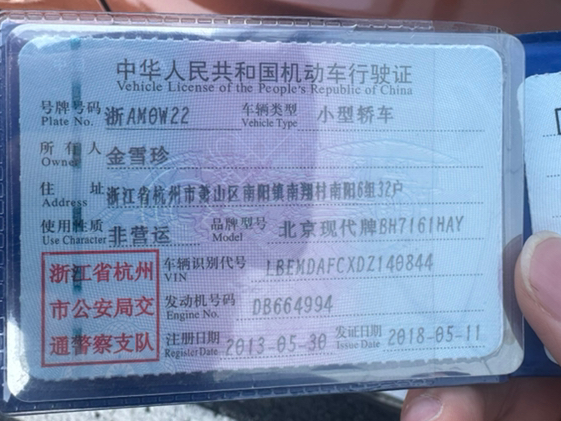 中华人民共和国机动车行驶证
Vehicle License of the People's Republic of China
号牌号码 浙AM0W22 车辆类型 小型轿车
Plate No. Vehicle Type
所有人 金雪珍
Owner
住址 浙江省杭州市萧山区南阳镇南翔村南阳6组32户
Address
使用性质 非营运 品牌型号 北京现代牌BH7161HAY
Use Character Model
浙江省杭州
市公安局交
通警察支队
车辆识别代号 LBEMDAFCXDZ140844
VIN
发动机号码 DB664994
Engine No.
注册日期 2013-05-30 发证日期 2018-05-11
Register Date Issue Date